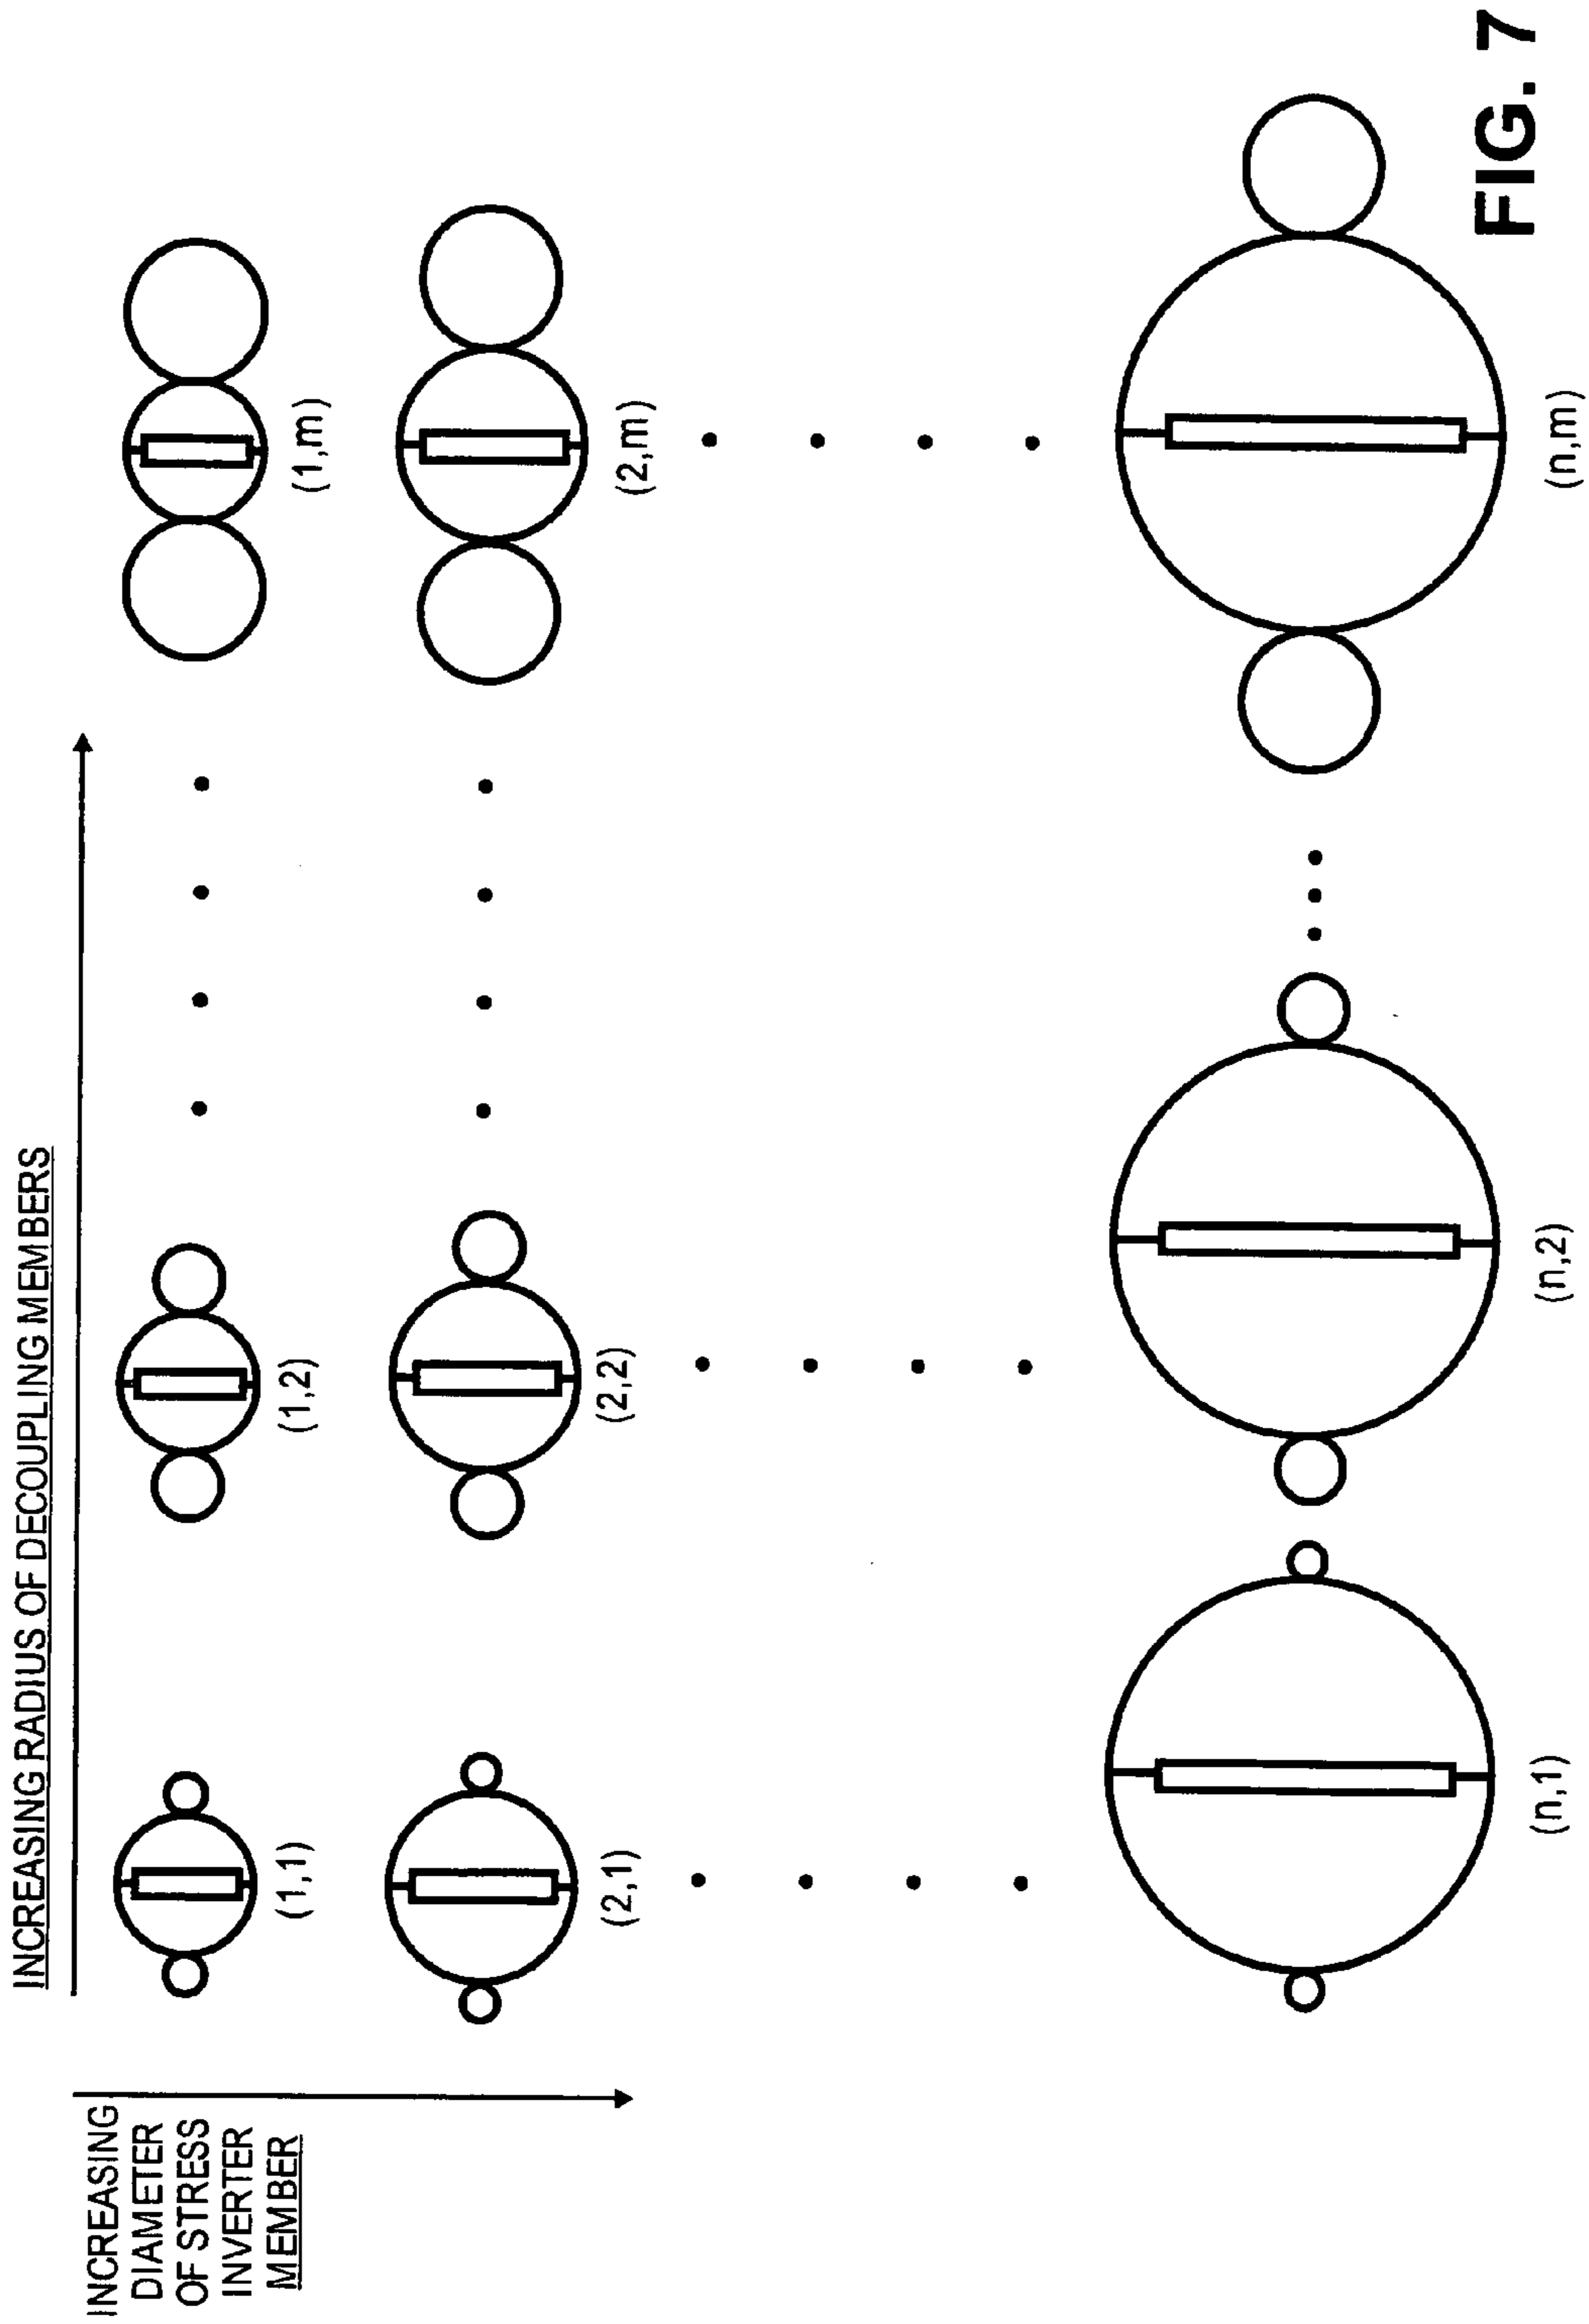 INCREASING RADIUS OF DECOUPLING MEMBERS
INCREASING
DIAMETER
OF STRESS
INVERTER
MEMBER
(1,1)
(1,2)
(1,m)
(2,1)
(2,2)
(2,m)
(n,1)
(n,2)
(n,m)
FIG. 7